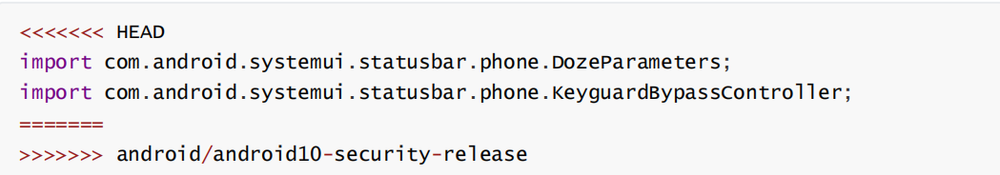 <<<<<<< HEAD
import com.android.systemui.statusbar.phone.DozeParameters;
import com.android.systemui.statusbar.phone.KeyguardBypassController;
=======
>>>>>>> android/android10-security-release